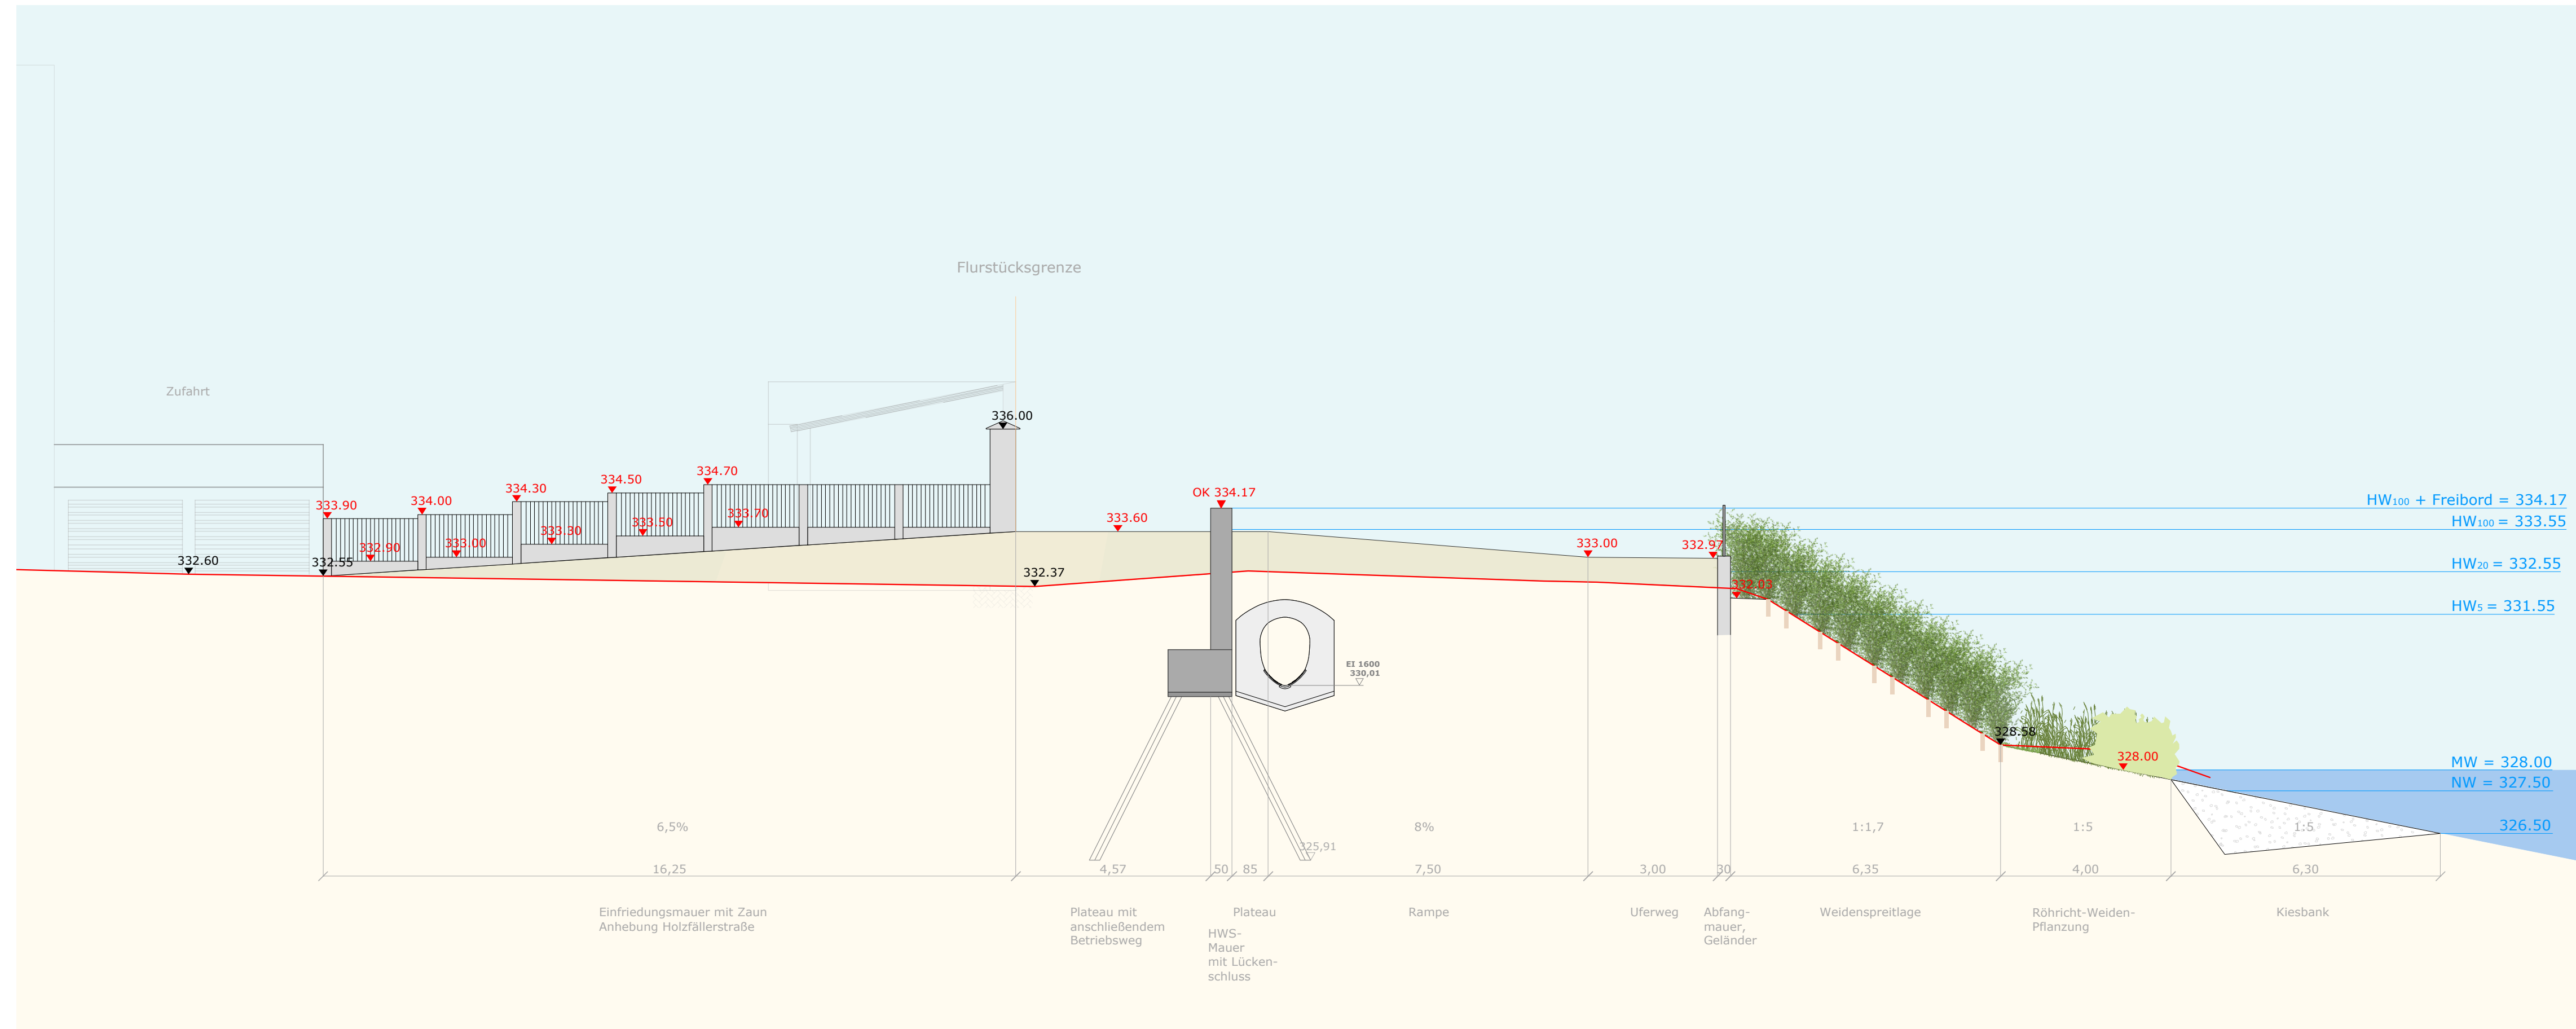 Flurstücksgrenze
Zufahrt
336.00
334.70
334.50
334.30
334.00
333.90
OK 334.17
HW100 + Freibord = 334.17
HW100 = 333.55
333.70
333.50
333.30
333.00
332.90
333.60
333.00
332.97
332.60
332.55
332.37
332.03
HW20 = 332.55
HW5 = 331.55
EI 1600
330,01
328.58
328.00
MW = 328.00
NW = 327.50
326.50
6,5%
8%
1:1,7
1:5
1:5
325,91
16,25
4,57
50
85
7,50
3,00
30
6,35
4,00
6,30
Einfriedungsmauer mit Zaun
Anhebung Holzfällerstraße
Plateau mit
anschließendem
Betriebsweg
HWS-
Mauer
mit Lücken-
schluss
Plateau
Rampe
Uferweg
Abfang-
mauer,
Geländer
Weidenspreitlage
Röhricht-Weiden-
Pflanzung
Kiesbank